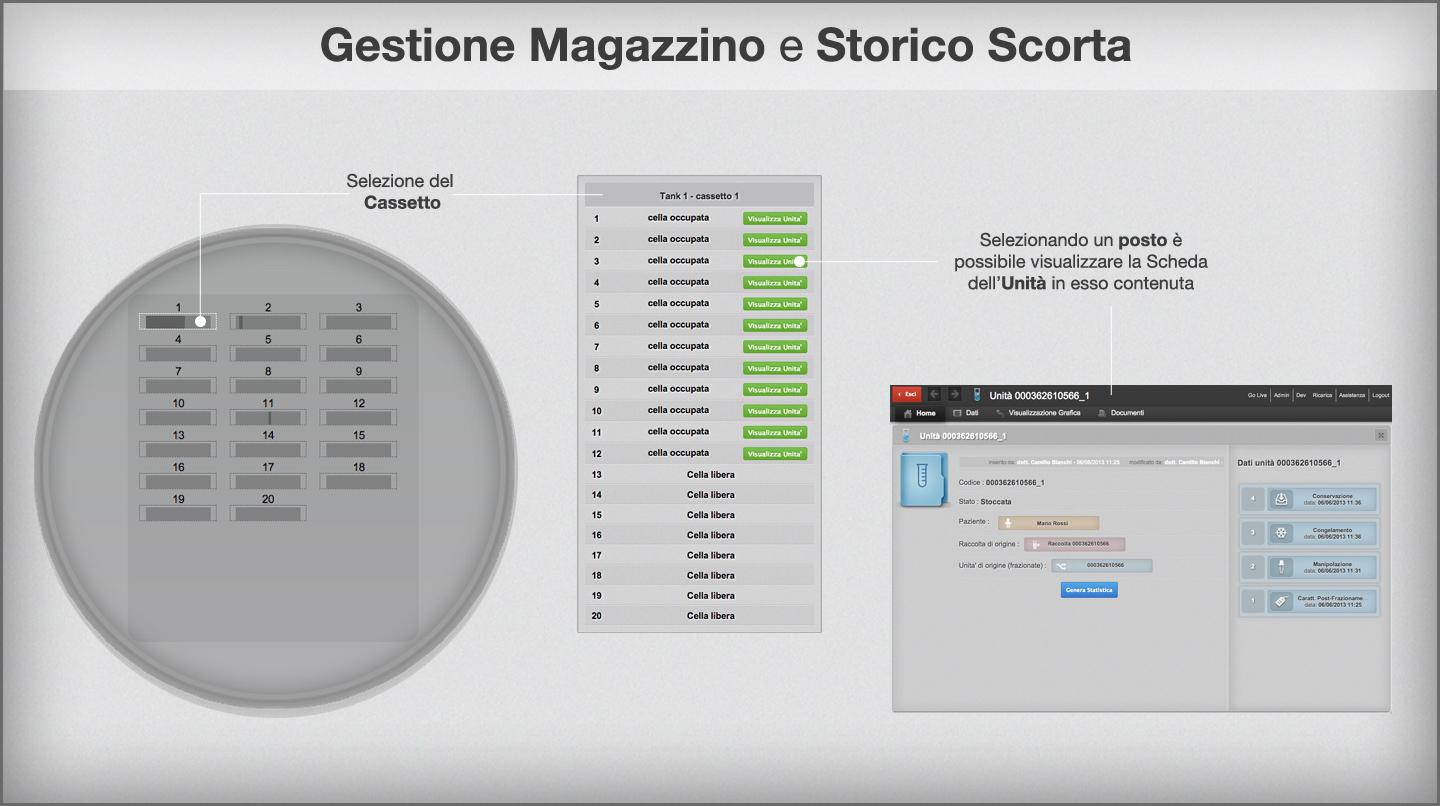 Gestione Magazzino e Storico Scorta
Selezione del
Cassetto
1 2 3
4 5 6
7 8 9
10 11 12
13 14 15
16 17 18
19 20
Tank 1 - cassetto 1
1 cella occupata Visualizza Unita'
2 cella occupata Visualizza Unita'
3 cella occupata Visualizza Unita'
4 cella occupata Visualizza Unita'
5 cella occupata Visualizza Unita'
6 cella occupata Visualizza Unita'
7 cella occupata Visualizza Unita'
8 cella occupata Visualizza Unita'
9 cella occupata Visualizza Unita'
10 cella occupata Visualizza Unita'
11 cella occupata Visualizza Unita'
12 cella occupata Visualizza Unita'
13 Cella libera
14 Cella libera
15 Cella libera
16 Cella libera
17 Cella libera
18 Cella libera
19 Cella libera
20 Cella libera
Selezionando un posto è
possibile visualizzare la Scheda
dell'Unità in esso contenuta
Esci Unità 000362610566_1 Go Live Admin Dev Ricarica Assistenza Logout
Home Dati Visualizzazione Grafica Documenti
Unità 000362610566_1
inserito da: dott. Camillo Bianchi - 06/06/2013 11:25 modificato da: dott. Camillo Bianchi -
Codice : 000362610566_1
Stato : Stoccata
Paziente : Mario Rossi
Raccolta di origine : Raccolta 000362610566
Unita' di origine (frazionate) : 000362610566
Genera Statistica
Dati unità 000362610566_1
4 Conservazione
data: 06/06/2013 11:36
3 Congelamento
data: 06/06/2013 11:36
2 Manipolazione
data: 06/06/2013 11:31
1 Caratt. Post-Frazioname...
data: 06/06/2013 11:25